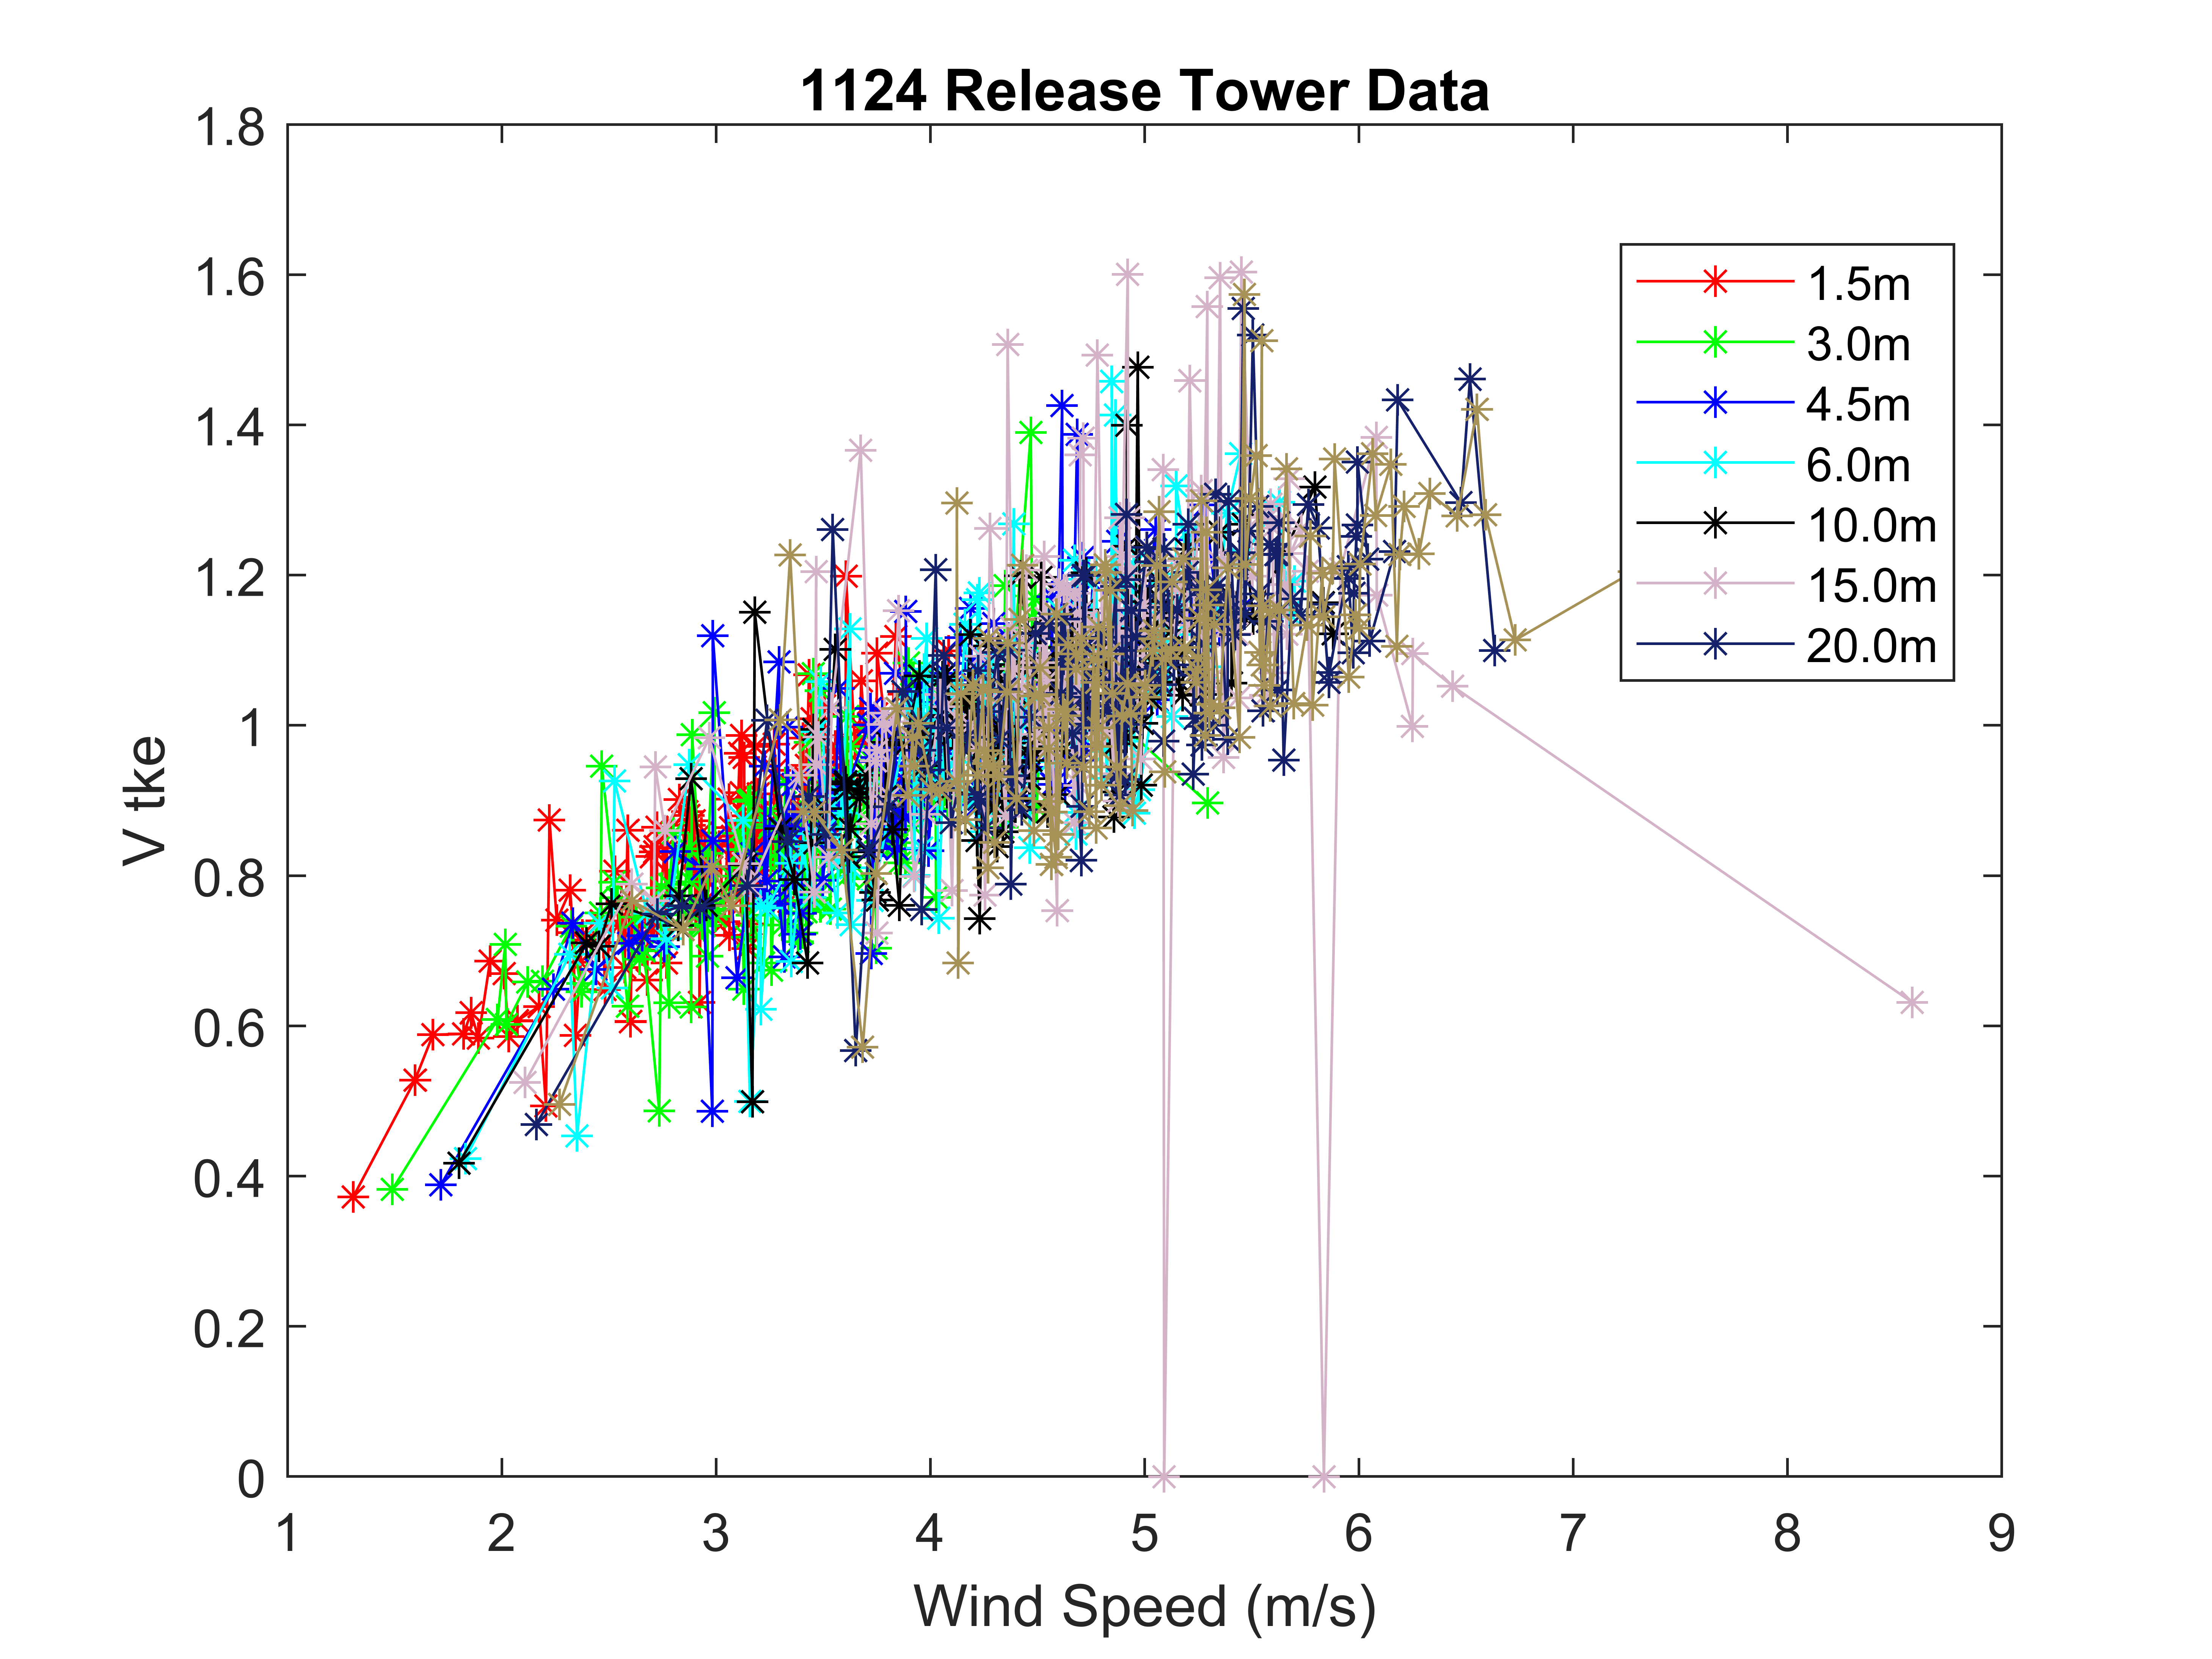 1124 Release Tower Data
1.8
1.6
1.4
1.2
1
0.8
0.6
0.4
0.2
0
V tke
1.5m
3.0m
4.5m
6.0m
10.0m
15.0m
20.0m
1 2 3 4 5 6 7 8 9
Wind Speed (m/s)